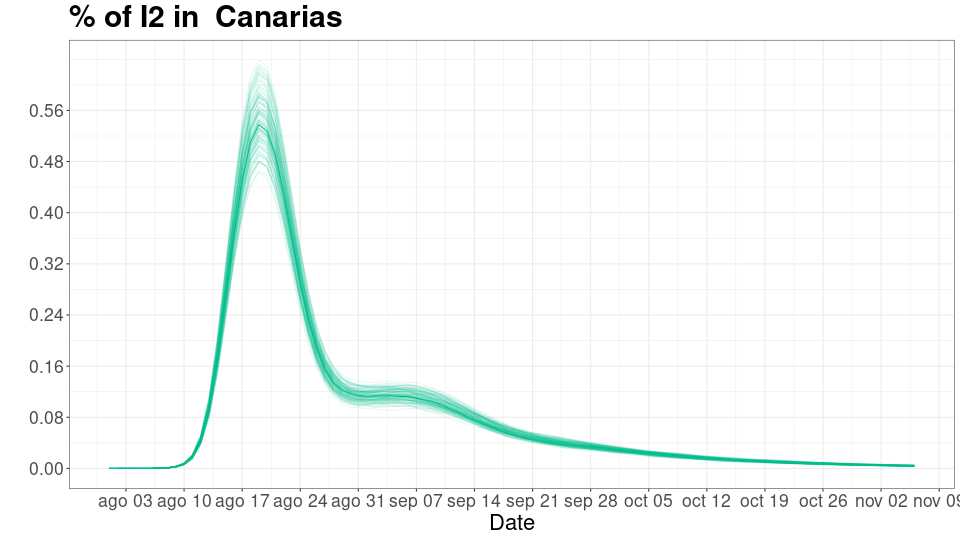 % of I2 in  Canarias
0.56
0.48
0.40
0.32
0.24
0.16
0.08
0.00
ago 03 ago 10 ago 17 ago 24 ago 31 sep 07 sep 14 sep 21 sep 28 oct 05 oct 12 oct 19 oct 26 nov 02 nov 09
Date